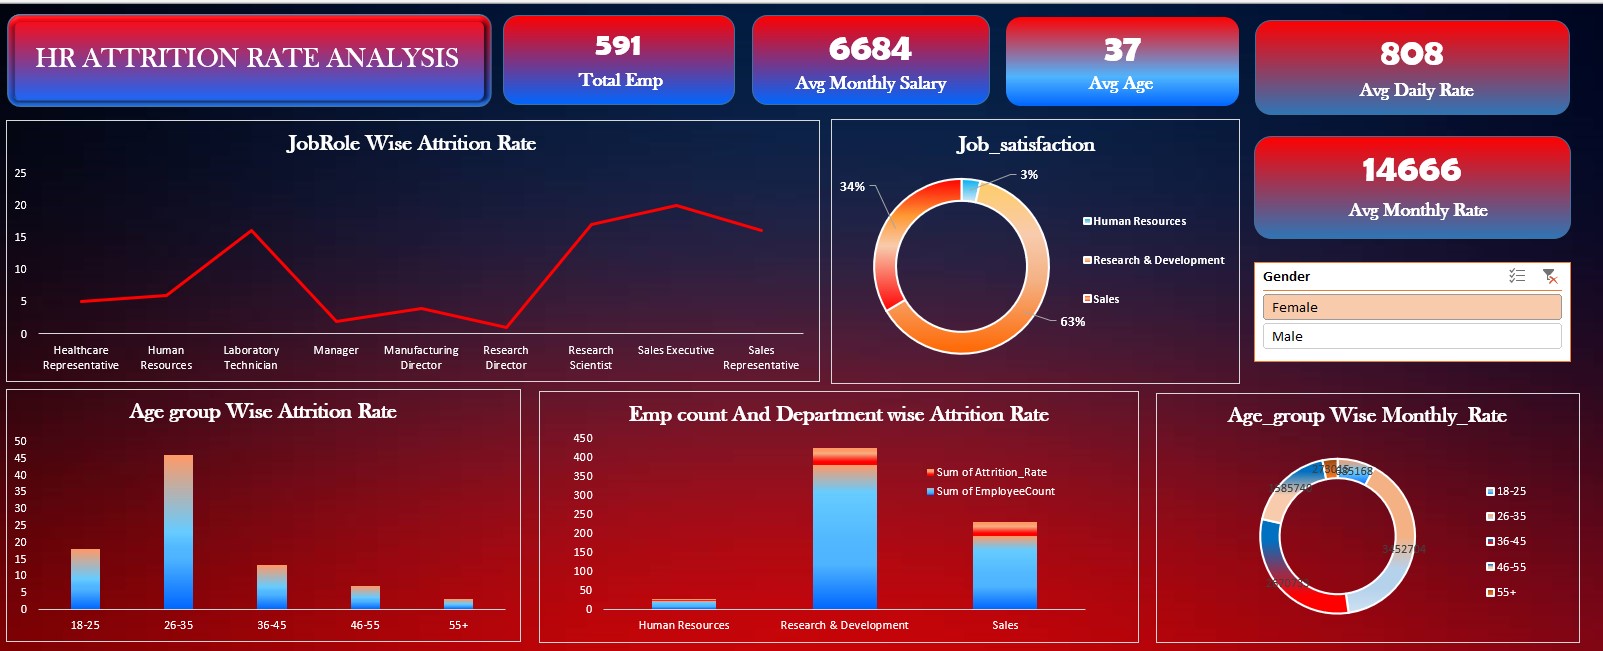 HR ATTRITION RATE ANALYSIS
591
Total Emp
6684
Avg Monthly Salary
37
Avg Age
808
Avg Daily Rate
14666
Avg Monthly Rate
Gender
Female
Male
JobRole Wise Attrition Rate
25
20
15
10
5
0
Healthcare
Representative
Human
Resources
Laboratory
Technician
Manager
Manufacturing
Director
Research
Director
Research
Scientist
Sales Executive
Sales
Representative
Job_satisfaction
3%
34%
63%
Human Resources
Research & Development
Sales
Age group Wise Attrition Rate
50
45
40
35
30
25
20
15
10
5
0
18-25
26-35
36-45
46-55
55+
Emp count And Department wise Attrition Rate
450
400
350
300
250
200
150
100
50
0
Sum of Attrition_Rate
Sum of EmployeeCount
Human Resources
Research & Development
Sales
Age_group Wise Monthly_Rate
1585740
18-25
26-35
36-45
46-55
55+